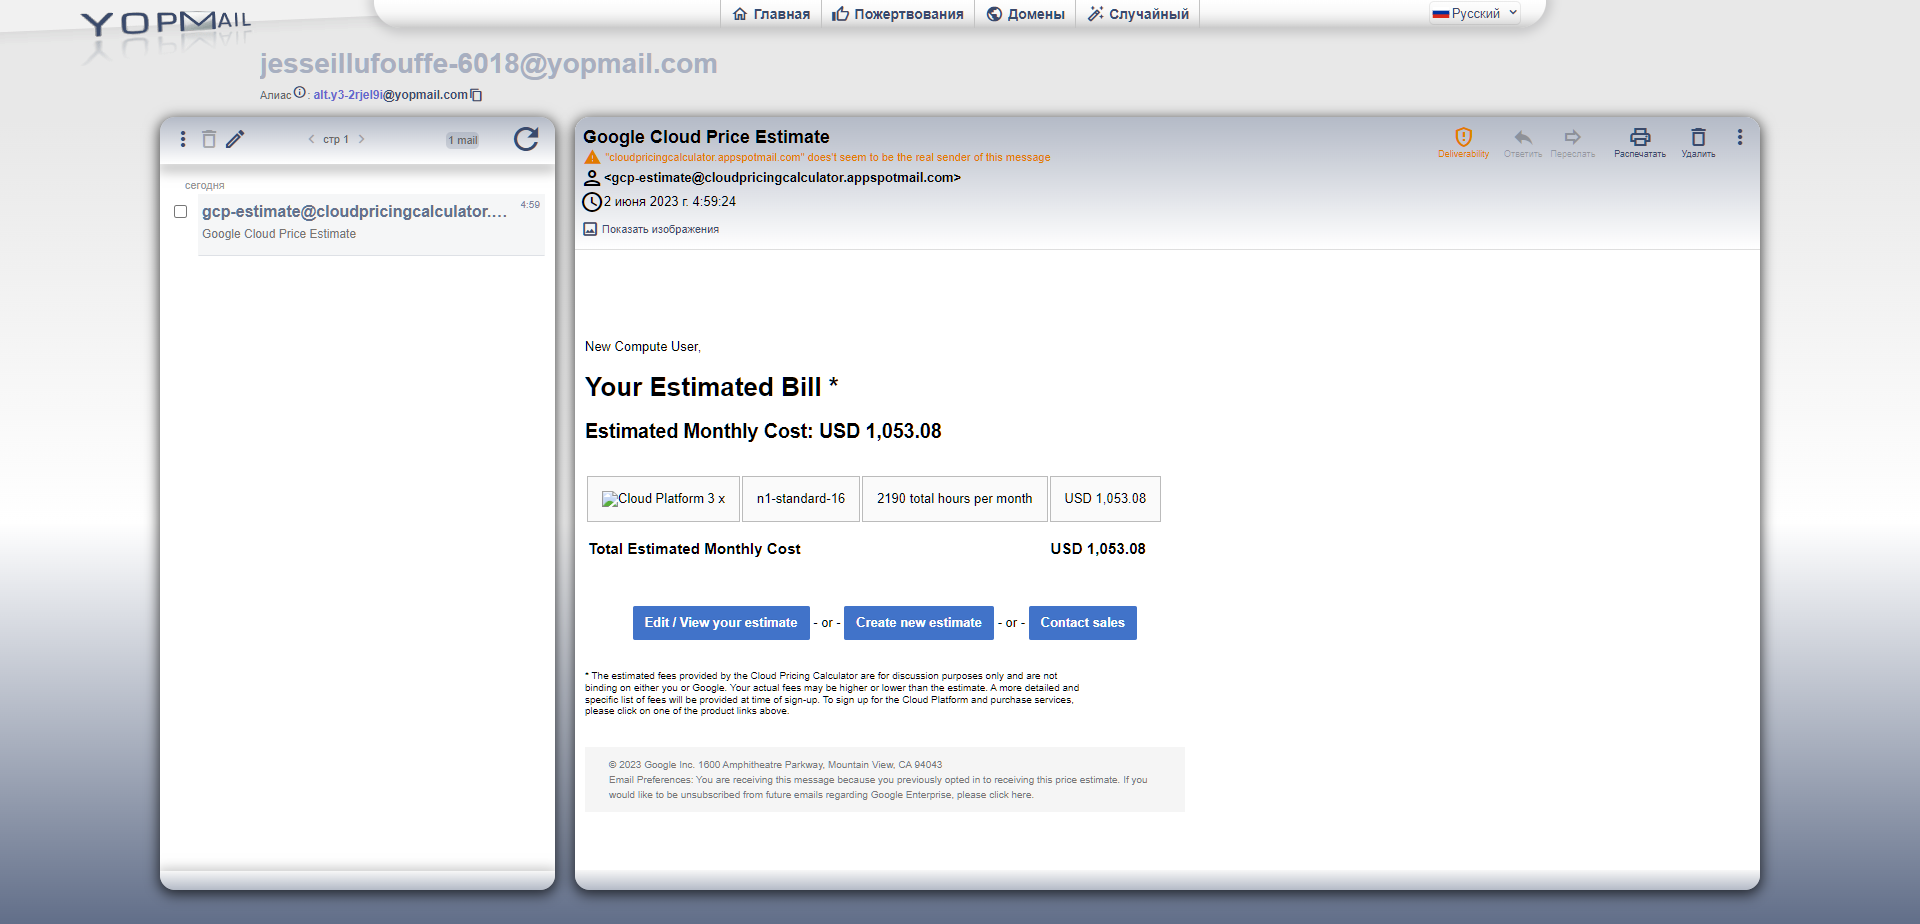 YOPMAIL
Главная
Пожертвования
Домены
Случайный
Русский
jesseillufouffe-6018@yopmail.com
Алиас : alt.y3-2rjel9i@yopmail.com
стр 1
1 mail
сегодня
gcp-estimate@cloudpricingcalculator.… 4:59
Google Cloud Price Estimate
Google Cloud Price Estimate
"cloudpricingcalculator.appspotmail.com" does't seem to be the real sender of this message
<gcp-estimate@cloudpricingcalculator.appspotmail.com>
2 июня 2023 г. 4:59:24
Показать изображения
Deliverability
Ответить
Переслать
Распечатать
Удалить
New Compute User,
Your Estimated Bill *
Estimated Monthly Cost: USD 1,053.08
Cloud Platform 3 x
n1-standard-16
2190 total hours per month
USD 1,053.08
Total Estimated Monthly Cost USD 1,053.08
Edit / View your estimate - or - Create new estimate - or - Contact sales
* The estimated fees provided by the Cloud Pricing Calculator are for discussion purposes only and are not
binding on either you or Google. Your actual fees may be higher or lower than the estimate. A more detailed and
specific list of fees will be provided at time of sign-up. To sign up for the Cloud Platform and purchase services,
please click on one of the product links above.
© 2023 Google Inc. 1600 Amphitheatre Parkway, Mountain View, CA 94043
Email Preferences: You are receiving this message because you previously opted in to receiving this price estimate. If you
would like to be unsubscribed from future emails regarding Google Enterprise, please click here.